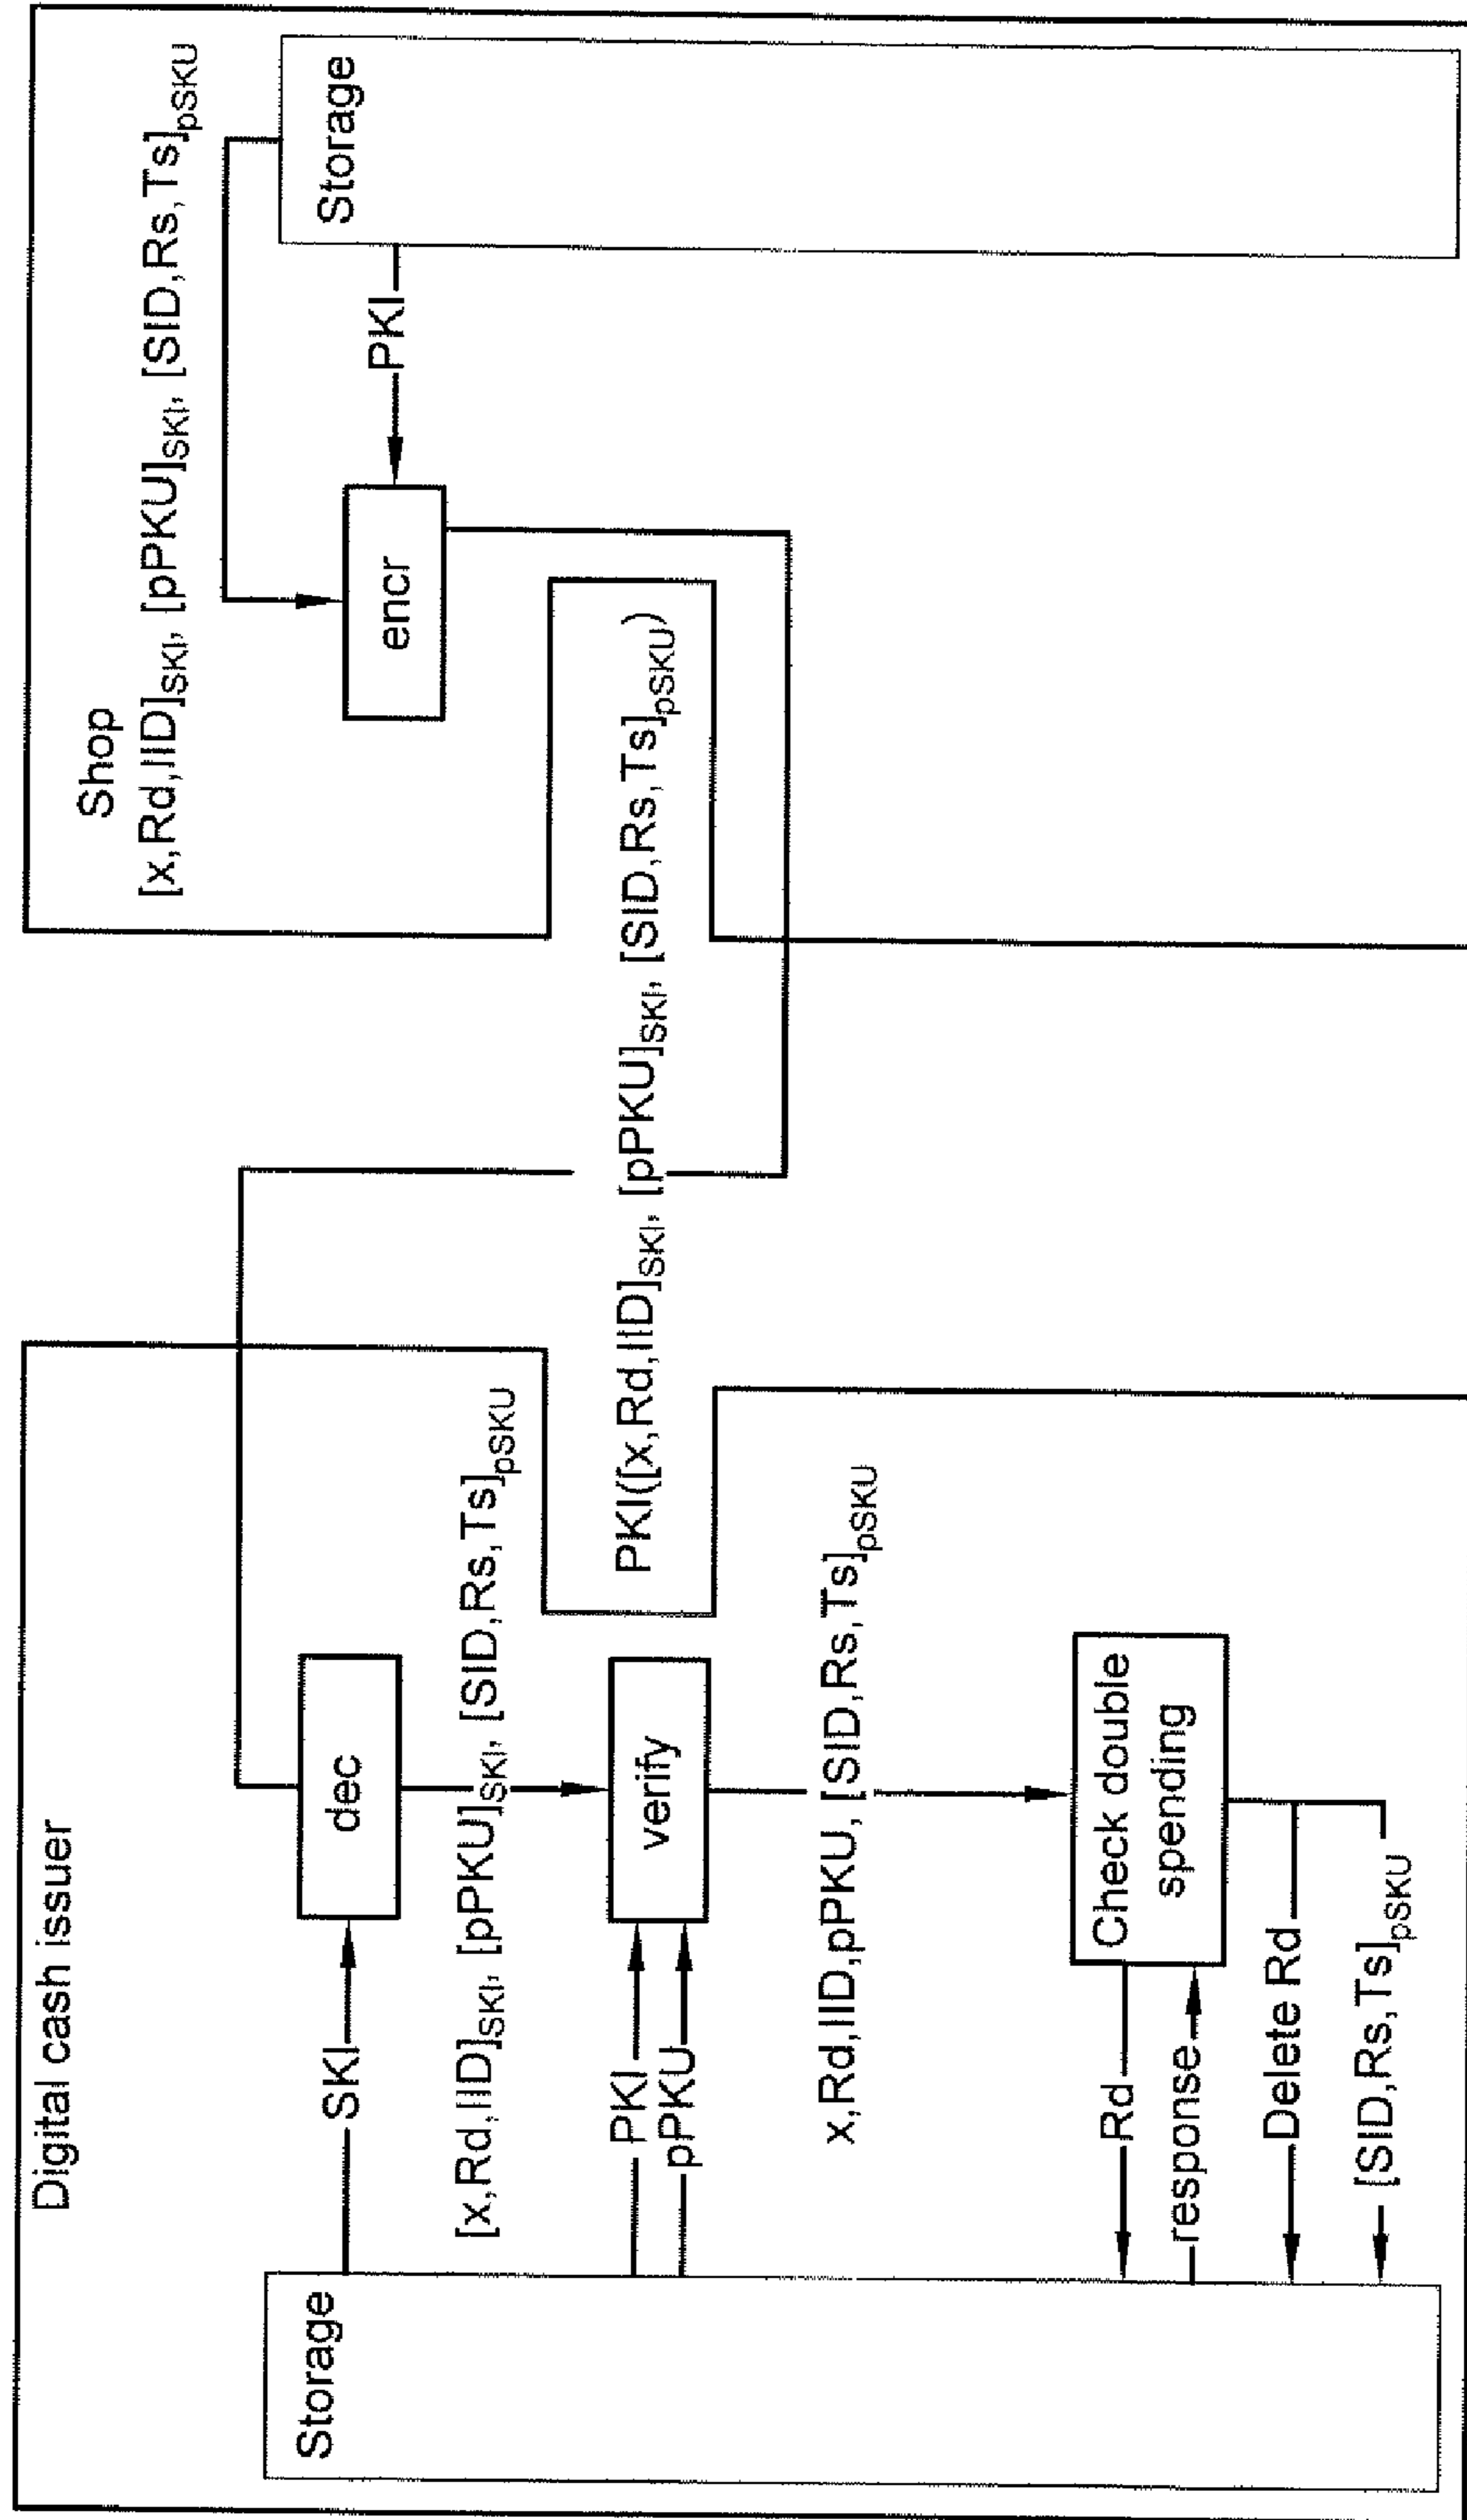 Digital cash issuer
Storage
SKI
dec
[x,Rd,IID]SKI, [pPKU]SKI, [SID,Rs,Ts]pSKU
PKI
pPKU
verify
x,Rd,IID,pPKU, [SID,Rs,Ts]pSKU
Rd
response
Check double
spending
Delete Rd
[SID,Rs,Ts]pSKU
PKI([x,Rd,IID]SKI, [pPKU]SKI, [SID,Rs,Ts]pSKU)
Shop
[x,Rd,IID]SKI, [pPKU]SKI, [SID,Rs,Ts]pSKU
encr
PKI
Storage